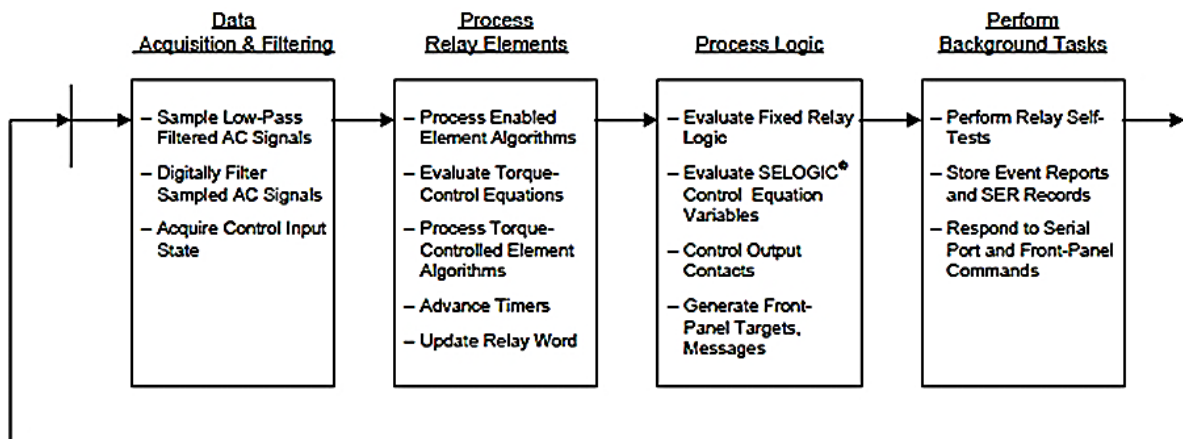 Data
Acquisition & Filtering
Process
Relay Elements
Process Logic
Perform
Background Tasks
– Sample Low-Pass
Filtered AC Signals
– Digitally Filter
Sampled AC Signals
– Acquire Control Input
State
– Process Enabled
Element Algorithms
– Evaluate Torque-
Control Equations
– Process Torque-
Controlled Element
Algorithms
– Advance Timers
– Update Relay Word
– Evaluate Fixed Relay
Logic
– Evaluate SELOGIC®
Control Equation
Variables
– Control Output
Contacts
– Generate Front-
Panel Targets,
Messages
– Perform Relay Self-
Tests
– Store Event Reports
and SER Records
– Respond to Serial
Port and Front-Panel
Commands